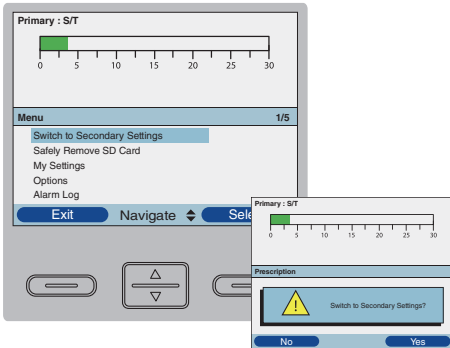 Primary : S/T
0 5 10 15 20 25 30
Menu 1/5
Switch to Secondary Settings
Safely Remove SD Card
My Settings
Options
Alarm Log
Exit Navigate
Primary : S/T
0 5 10 15 20 25 30
Prescription
! Switch to Secondary Settings?
No Yes